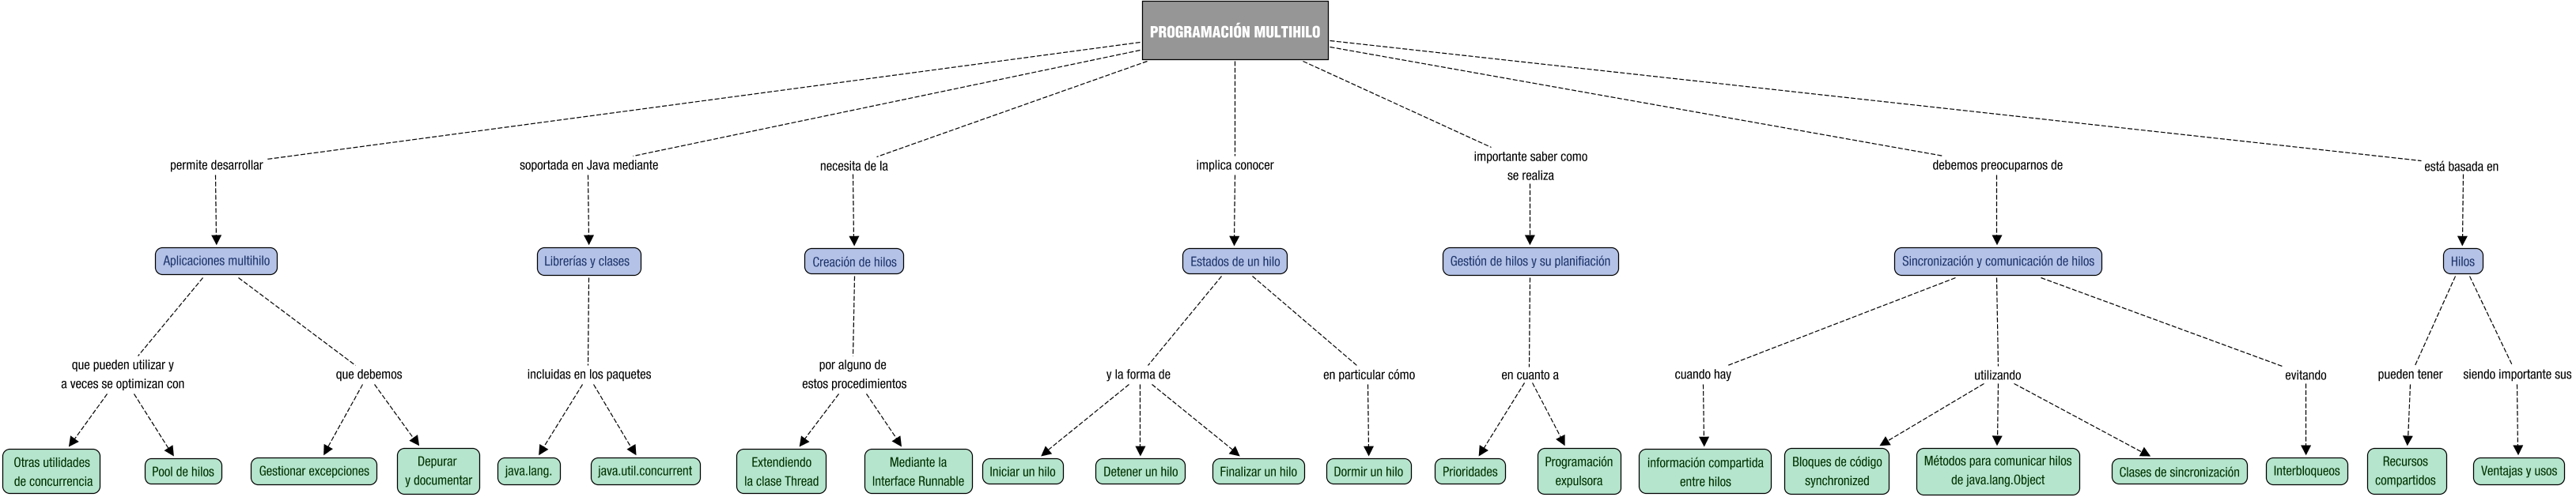 PROGRAMACIÓN MULTIHILO
permite desarrollar
soportada en Java mediante
necesita de la
implica conocer
importante saber como
se realiza
debemos preocuparnos de
está basada en
Aplicaciones multihilo
Librerías y clases
Creación de hilos
Estados de un hilo
Gestión de hilos y su planifiación
Sincronización y comunicación de hilos
Hilos
que pueden utilizar y
a veces se optimizan con
que debemos
incluidas en los paquetes
por alguno de
estos procedimientos
y la forma de
en particular cómo
en cuanto a
cuando hay
utilizando
evitando
pueden tener
siendo importante sus
Otras utilidades
de concurrencia
Pool de hilos
Gestionar excepciones
Depurar
y documentar
java.lang.
java.util.concurrent
Extendiendo
la clase Thread
Mediante la
Interface Runnable
Iniciar un hilo
Detener un hilo
Finalizar un hilo
Dormir un hilo
Prioridades
Programación
expulsora
información compartida
entre hilos
Bloques de código
synchronized
Métodos para comunicar hilos
de java.lang.Object
Clases de sincronización
Interbloqueos
Recursos
compartidos
Ventajas y usos